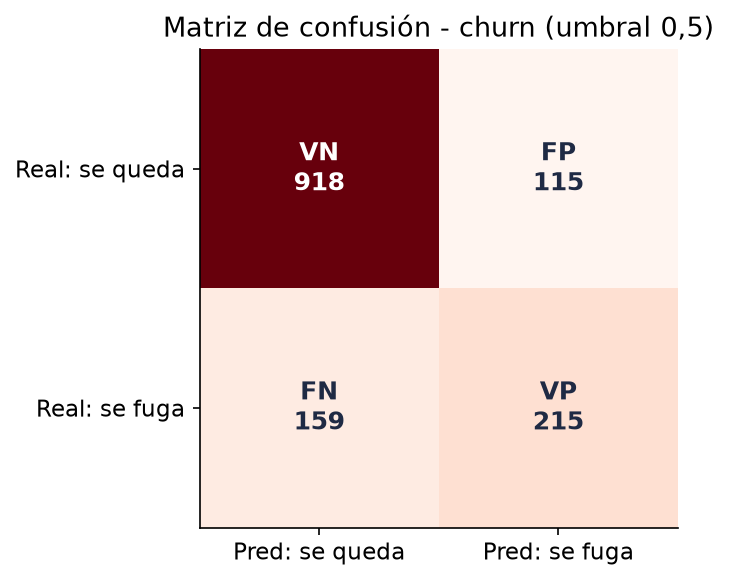 Matriz de confusión - churn (umbral 0,5)
Real: se queda
VN
918
FP
115
Real: se fuga
FN
159
VP
215
Pred: se queda
Pred: se fuga